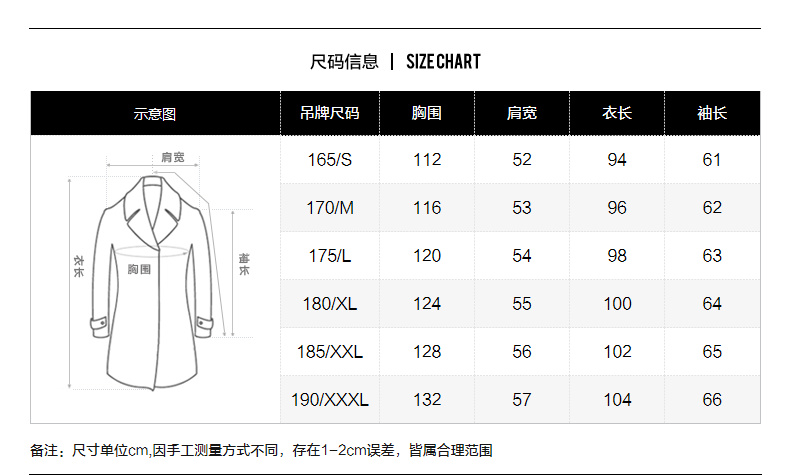 尺码信息 | SIZE CHART
示意图 吊牌尺码 胸围 肩宽 衣长 袖长
165/S 112 52 94 61
170/M 116 53 96 62
175/L 120 54 98 63
180/XL 124 55 100 64
185/XXL 128 56 102 65
190/XXXL 132 57 104 66
肩宽
衣长
胸围
袖长
备注：尺寸单位cm,因手工测量方式不同，存在1-2cm误差，皆属合理范围